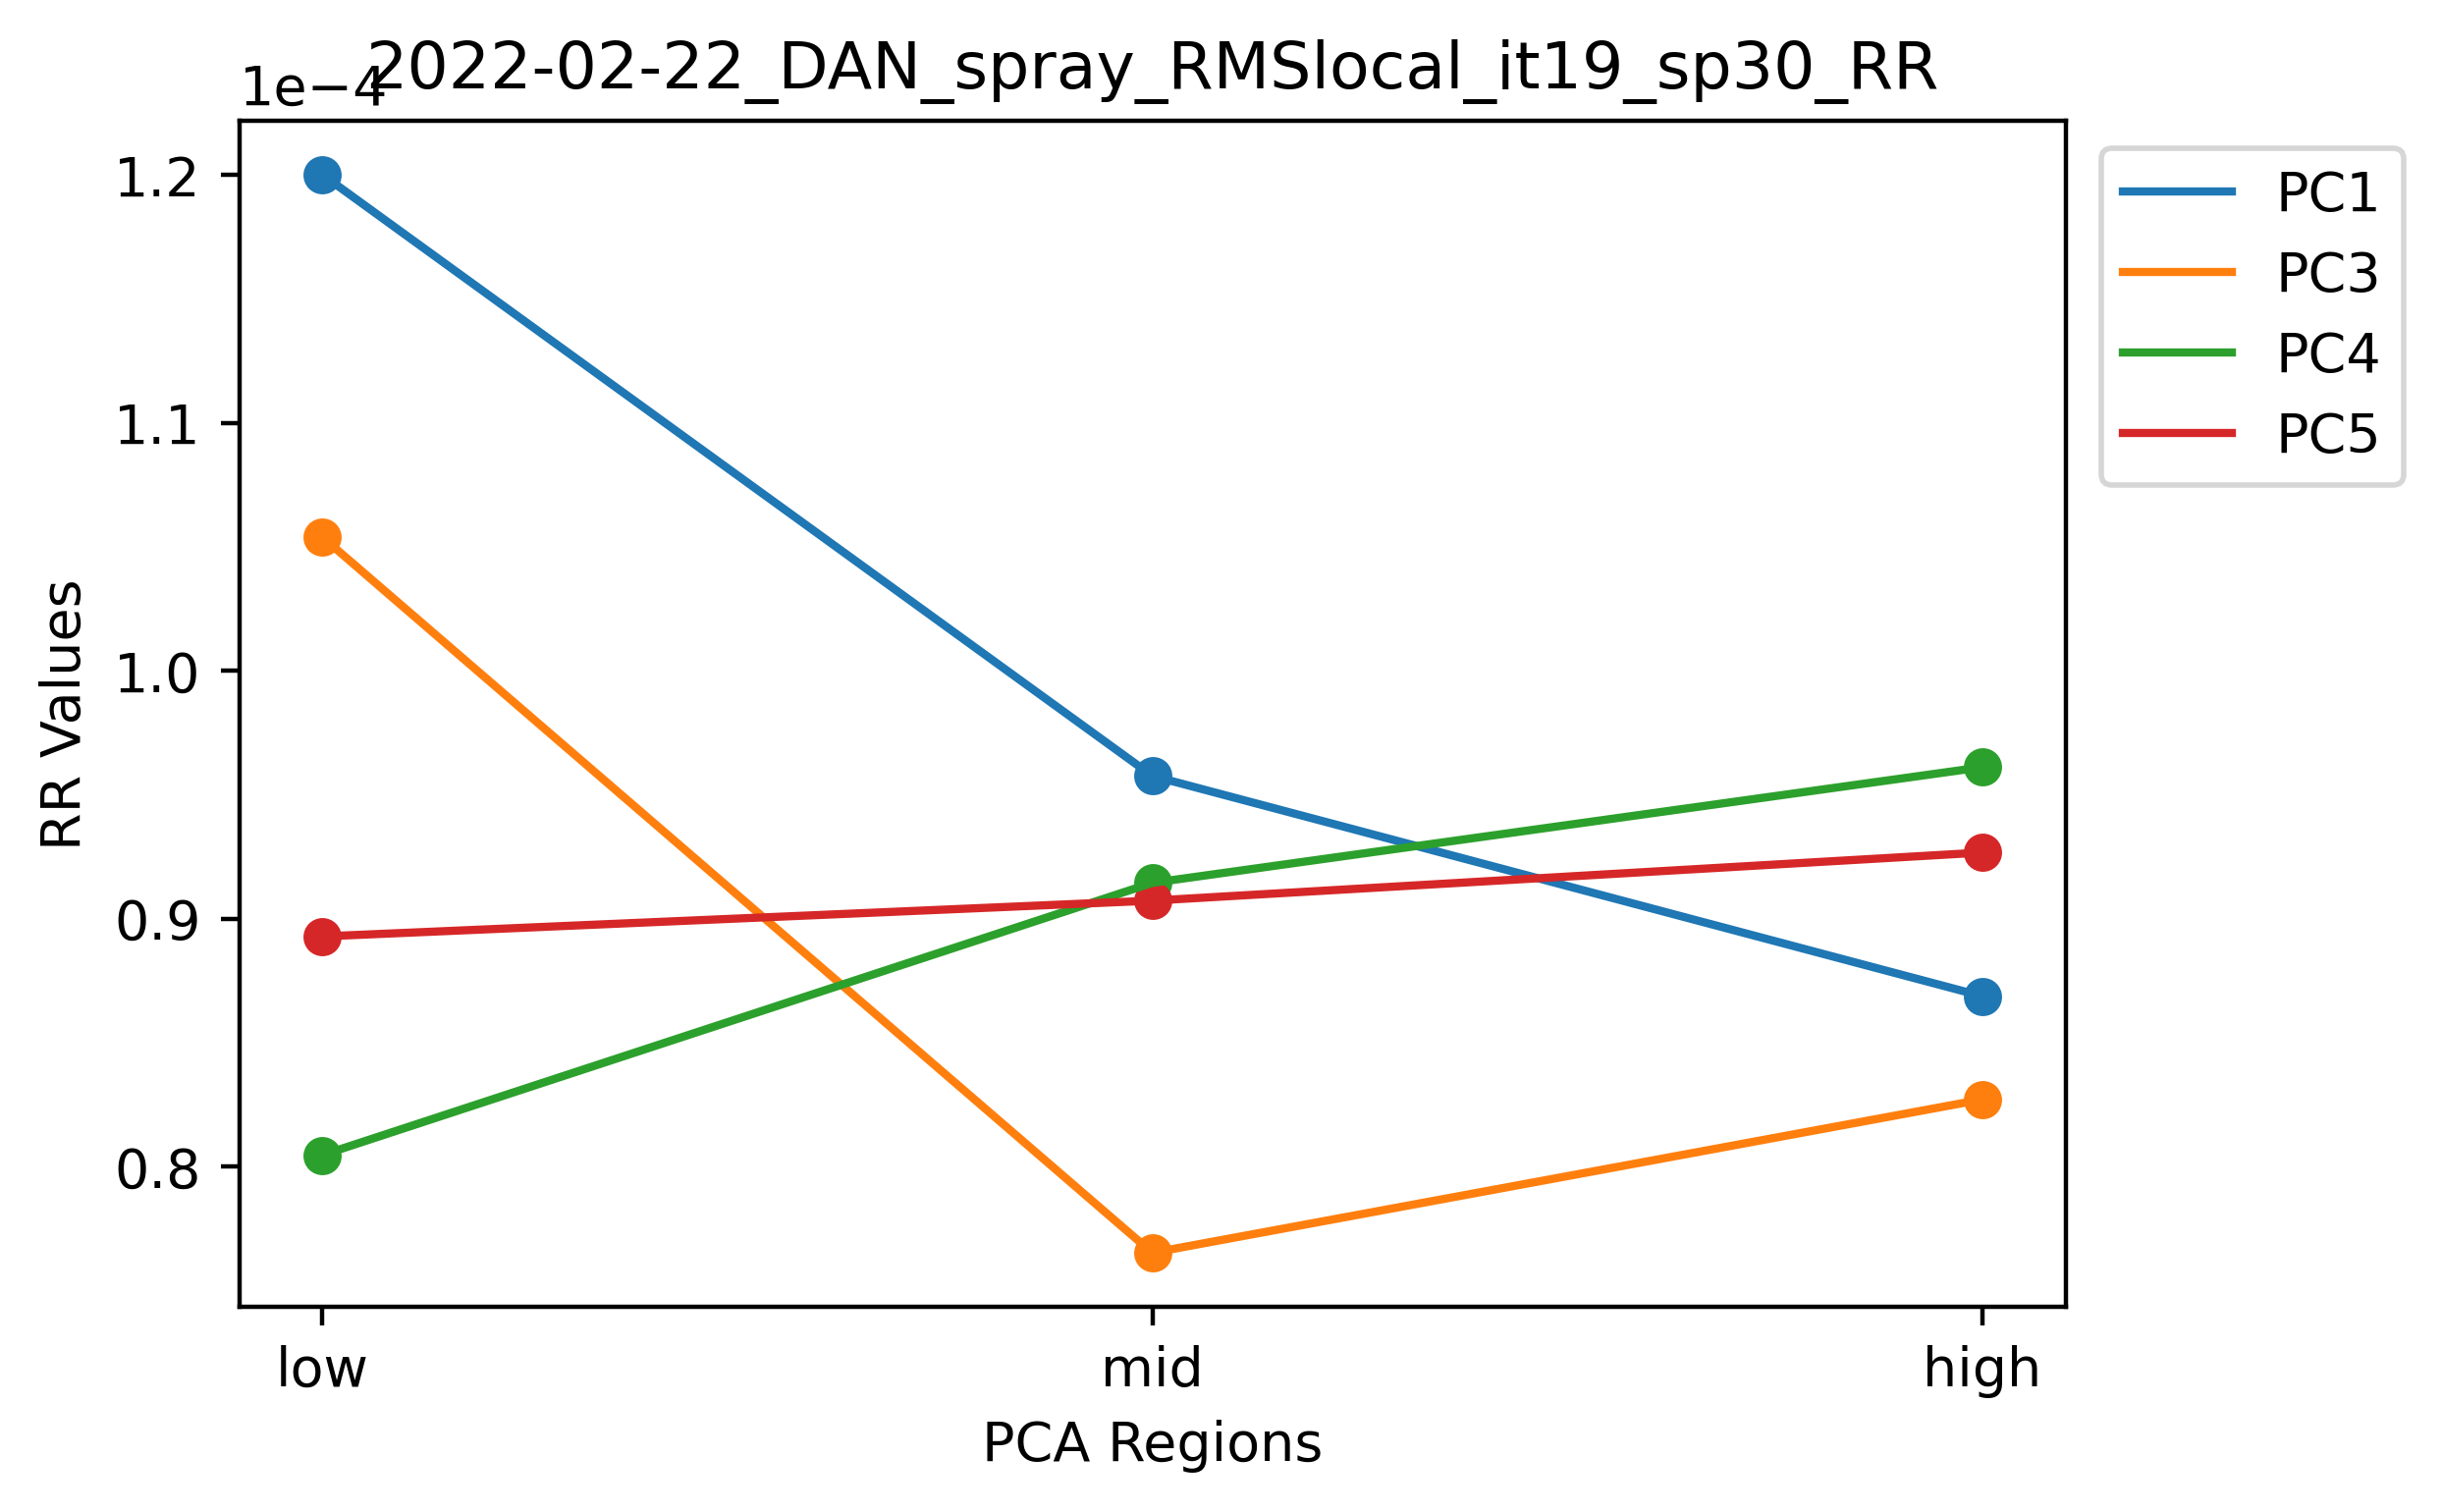 2022-02-22_DAN_spray_RMSlocal_it19_sp30_RR
1e−4
1.2
1.1
1.0
0.9
0.8
RR Values
low
mid
high
PCA Regions
PC1
PC3
PC4
PC5